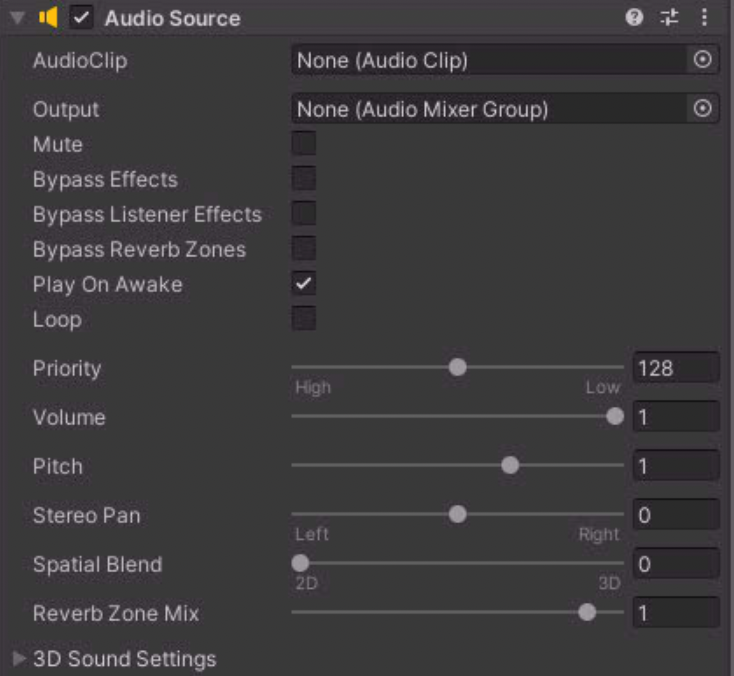 Audio Source
AudioClip None (Audio Clip)
Output None (Audio Mixer Group)
Mute
Bypass Effects
Bypass Listener Effects
Bypass Reverb Zones
Play On Awake
Loop
Priority 128
High Low
Volume 1
Pitch 1
Stereo Pan 0
Left Right
Spatial Blend 0
2D 3D
Reverb Zone Mix 1
3D Sound Settings